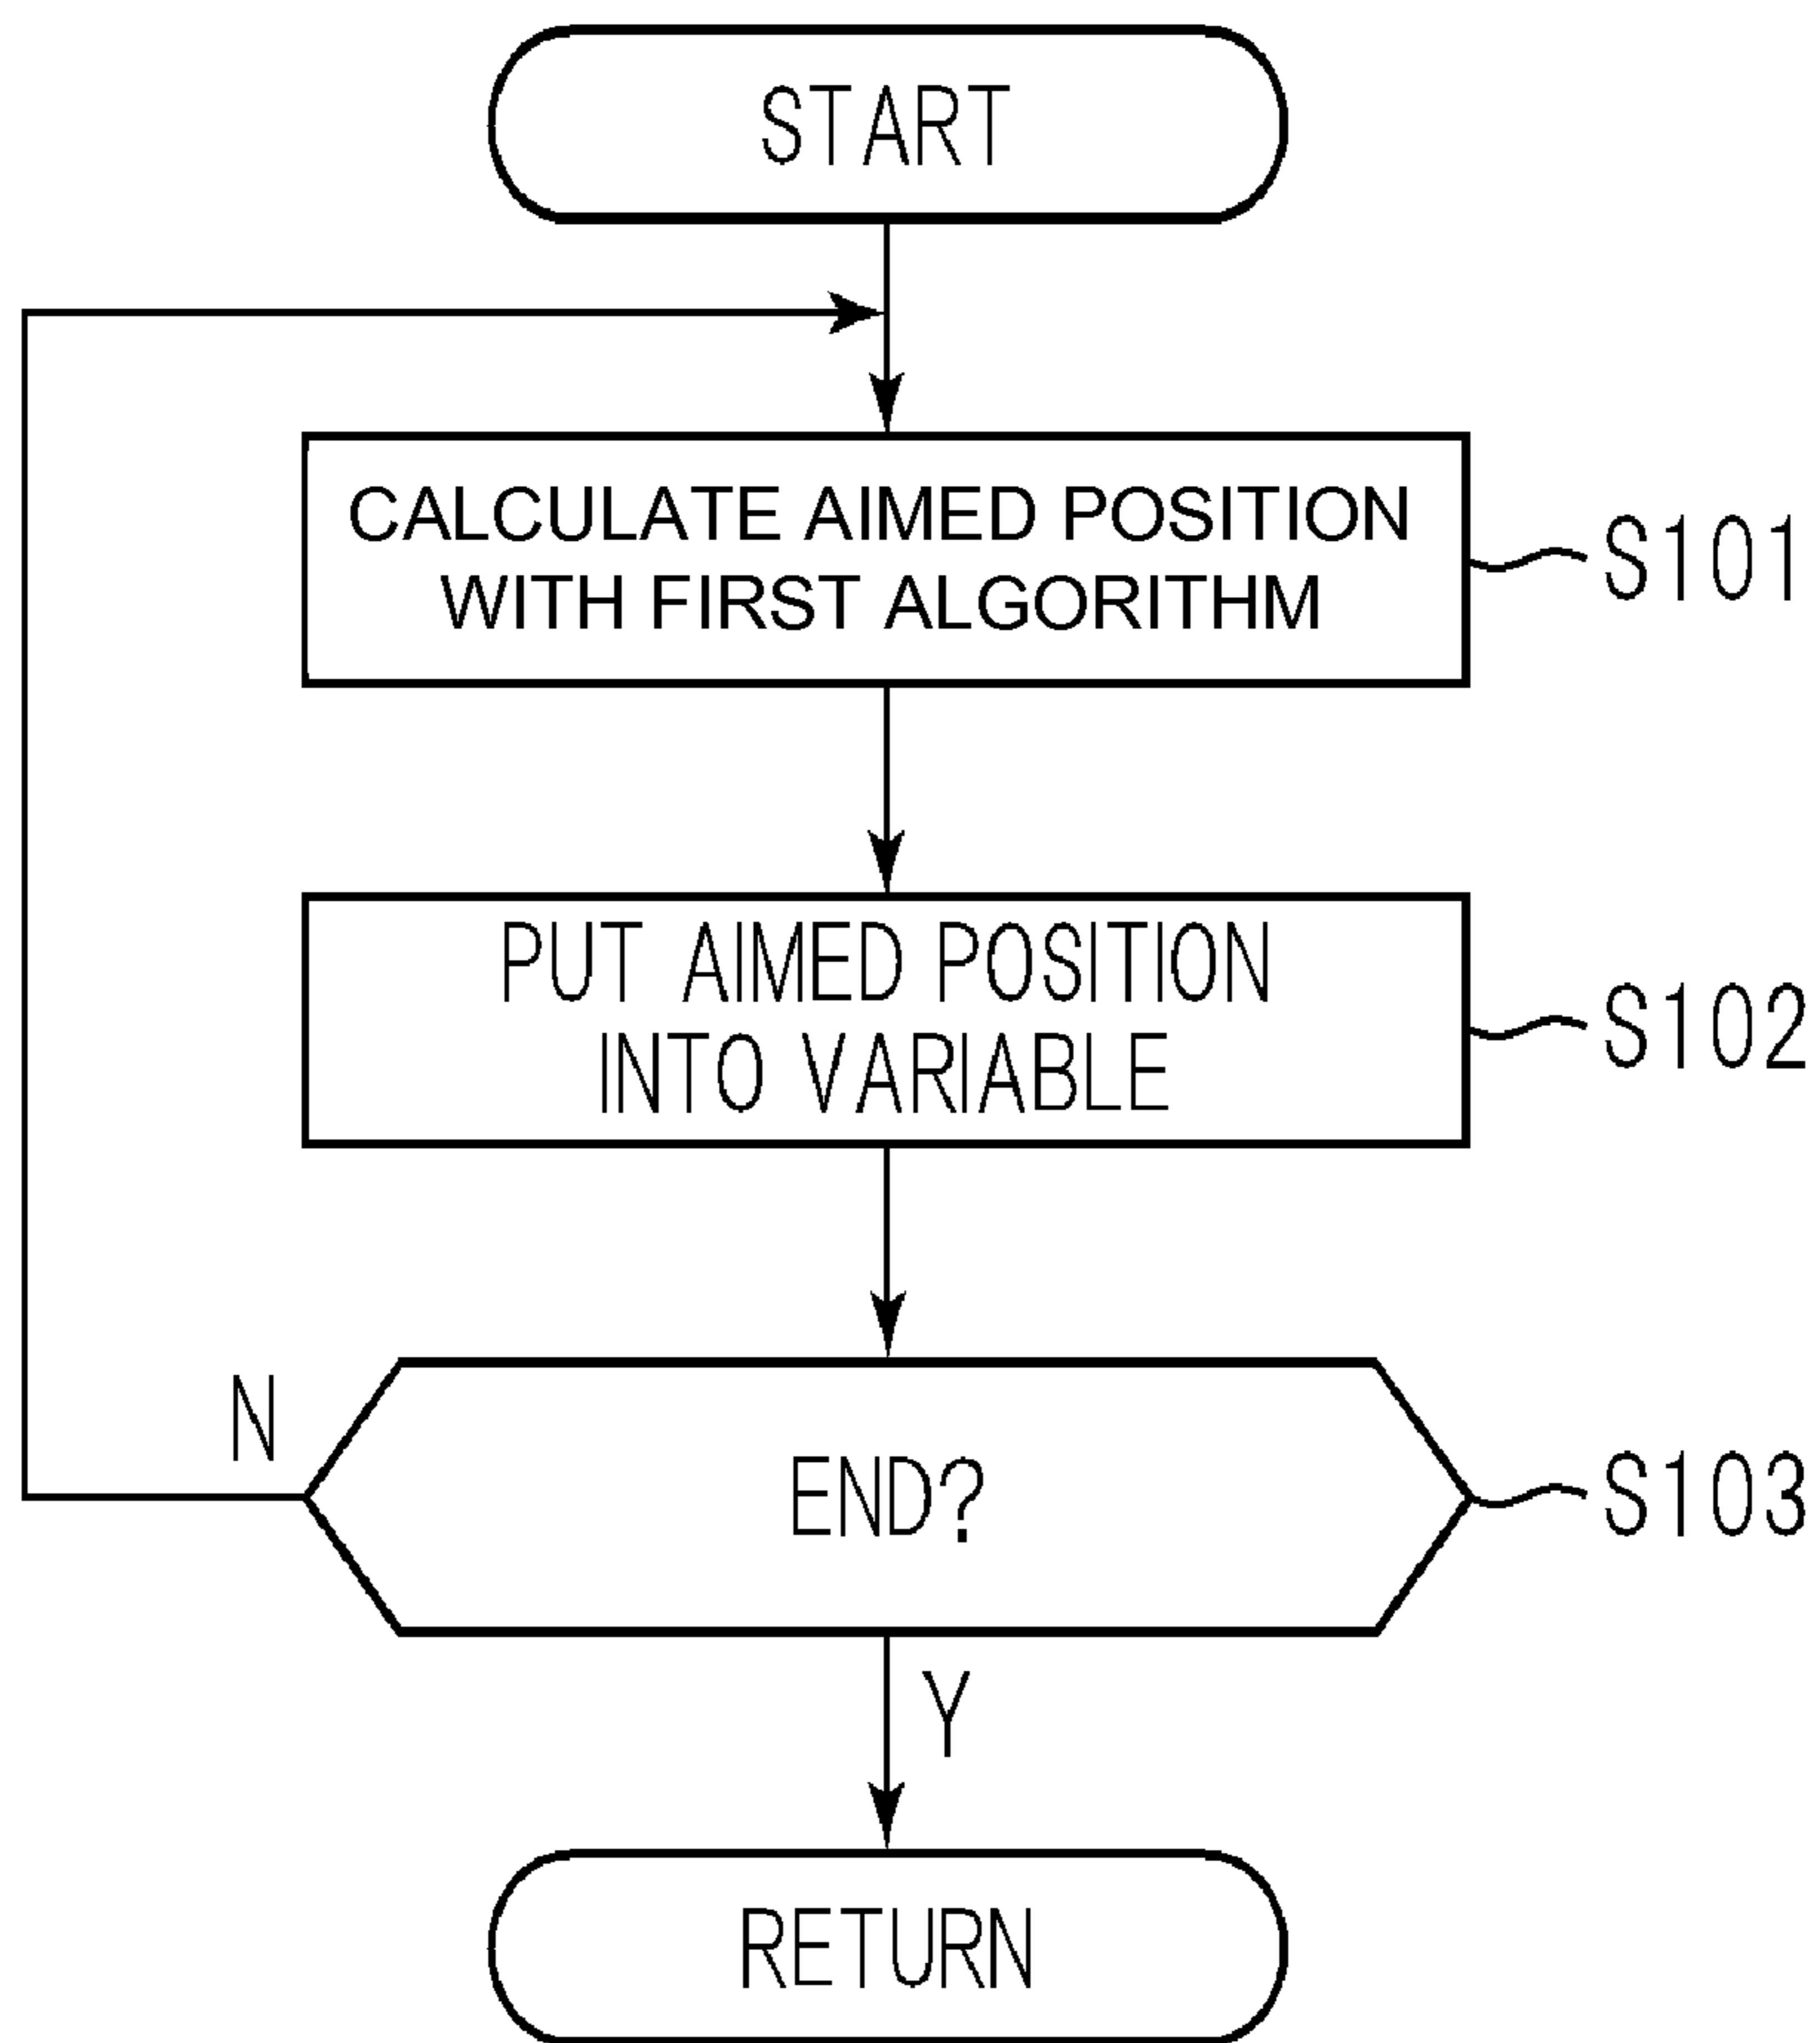 START
CALCULATE AIMED POSITION
WITH FIRST ALGORITHM
S101
PUT AIMED POSITION
INTO VARIABLE
S102
N
END?
S103
Y
RETURN